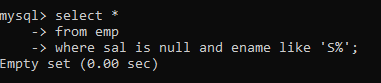 mysql> select *
    -> from emp
    -> where sal is null and ename like 'S%';
Empty set (0.00 sec)